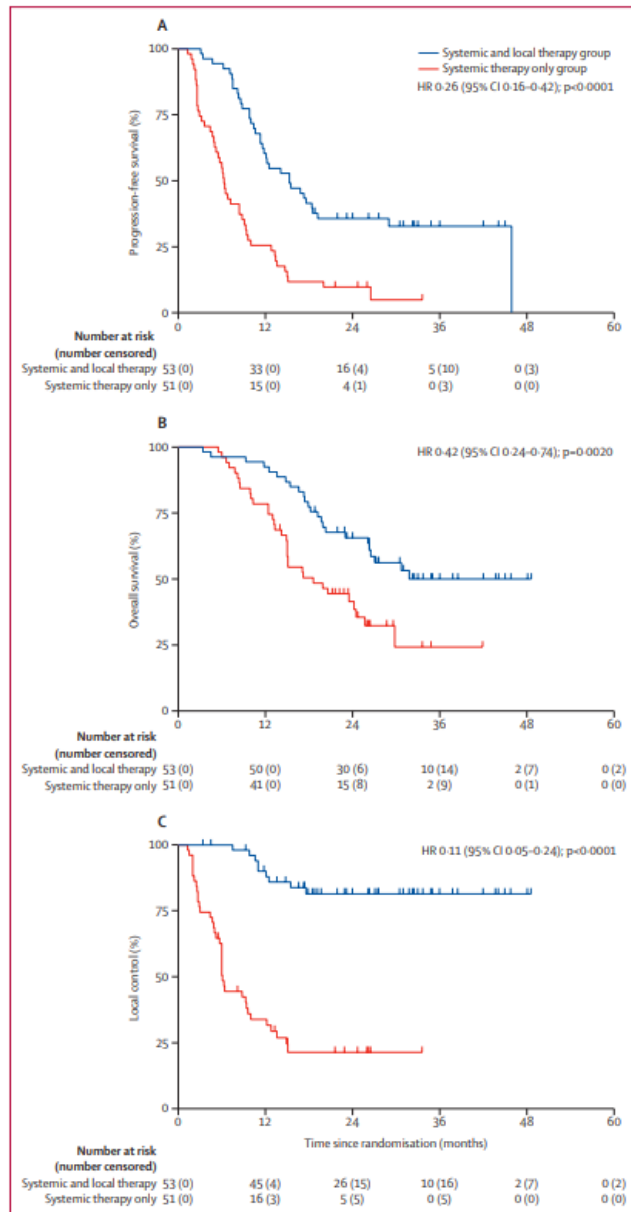 A
100
75
50
25
0
Progression-free survival (%)
Systemic and local therapy group
Systemic therapy only group
HR 0·26 (95% CI 0·16–0·42); p<0·0001
0 12 24 36 48 60
Number at risk
(number censored)
Systemic and local therapy 53 (0) 33 (0) 16 (4) 5 (10) 0 (3)
Systemic therapy only 51 (0) 15 (0) 4 (1) 0 (3) 0 (0)
B
100
75
50
25
0
Overall survival (%)
HR 0·42 (95% CI 0·24–0·74); p=0·0020
0 12 24 36 48 60
Number at risk
(number censored)
Systemic and local therapy 53 (0) 50 (0) 30 (6) 10 (14) 2 (7) 0 (2)
Systemic therapy only 51 (0) 41 (0) 15 (8) 2 (9) 0 (1) 0 (0)
C
100
75
50
25
0
Local control (%)
HR 0·11 (95% CI 0·05–0·24); p<0·0001
0 12 24 36 48 60
Time since randomisation (months)
Number at risk
(number censored)
Systemic and local therapy 53 (0) 45 (4) 26 (15) 10 (16) 2 (7) 0 (2)
Systemic therapy only 51 (0) 16 (3) 5 (5) 0 (5) 0 (0) 0 (0)